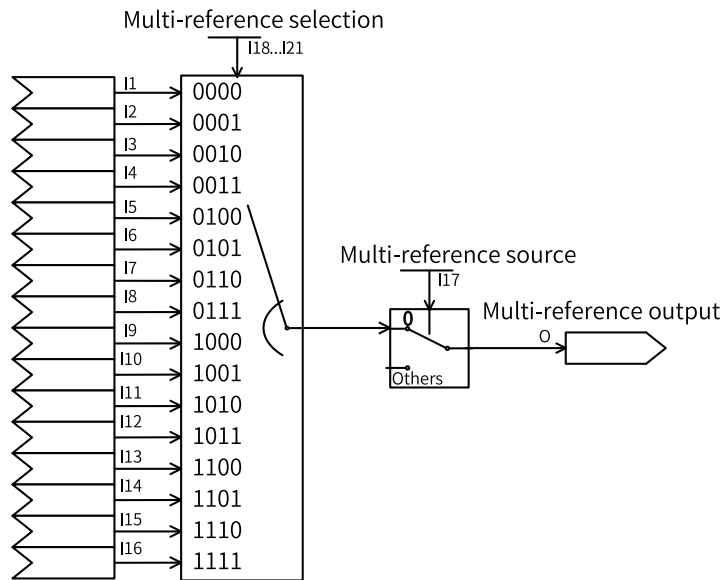 Multi-reference selection
I18...I21
I1 0000
I2 0001
I3 0010
I4 0011
I5 0100
I6 0101
I7 0110
I8 0111
I9 1000
I10 1001
I11 1010
I12 1011
I13 1100
I14 1101
I15 1110
I16 1111
Multi-reference source
I17
0
Others
Multi-reference output
O